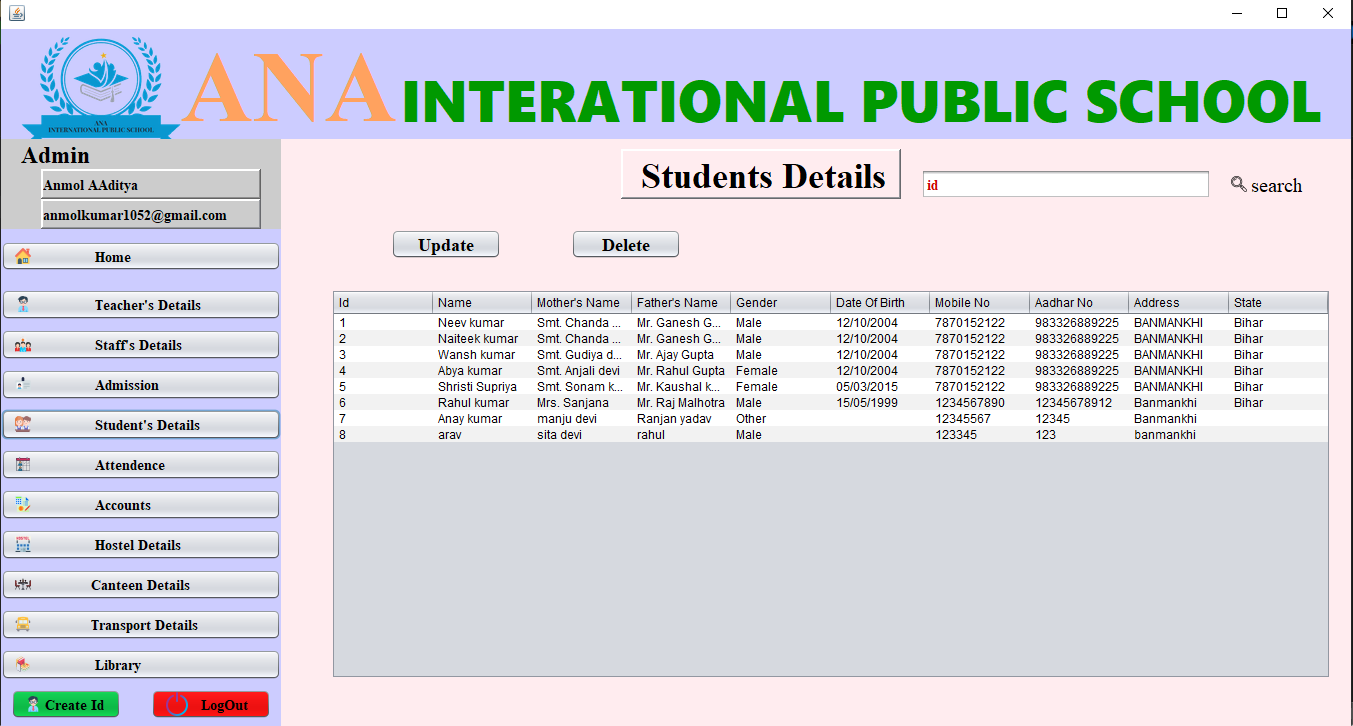 ANA INTERATIONAL PUBLIC SCHOOL
ANA
INTERNATIONAL PUBLIC SCHOOL
Admin
Anmol AAditya
anmolkumar1052@gmail.com
Home
Teacher's Details
Staff's Details
Admission
Student's Details
Attendence
Accounts
Hostel Details
Canteen Details
Transport Details
Library
Create Id LogOut
Students Details id search
Update Delete
Id Name Mother's Name Father's Name Gender Date Of Birth Mobile No Aadhar No Address State
1 Neev kumar Smt. Chanda ... Mr. Ganesh G... Male 12/10/2004 7870152122 983326889225 BANMANKHI Bihar
2 Naiteek kumar Smt. Chanda ... Mr. Ganesh G... Male 12/10/2004 7870152122 983326889225 BANMANKHI Bihar
3 Wansh kumar Smt. Gudiya d... Mr. Ajay Gupta Male 12/10/2004 7870152122 983326889225 BANMANKHI Bihar
4 Abya kumar Smt. Anjali devi Mr. Rahul Gupta Female 12/10/2004 7870152122 983326889225 BANMANKHI Bihar
5 Shristi Supriya Smt. Sonam k... Mr. Kaushal k... Female 05/03/2015 7870152122 983326889225 BANMANKHI Bihar
6 Rahul kumar Mrs. Sanjana Mr. Raj Malhotra Male 15/05/1999 1234567890 12345678912 Banmankhi Bihar
7 Anay kumar manju devi Ranjan yadav Other 12345567 12345 Banmankhi
8 arav sita devi rahul Male 123345 123 banmankhi